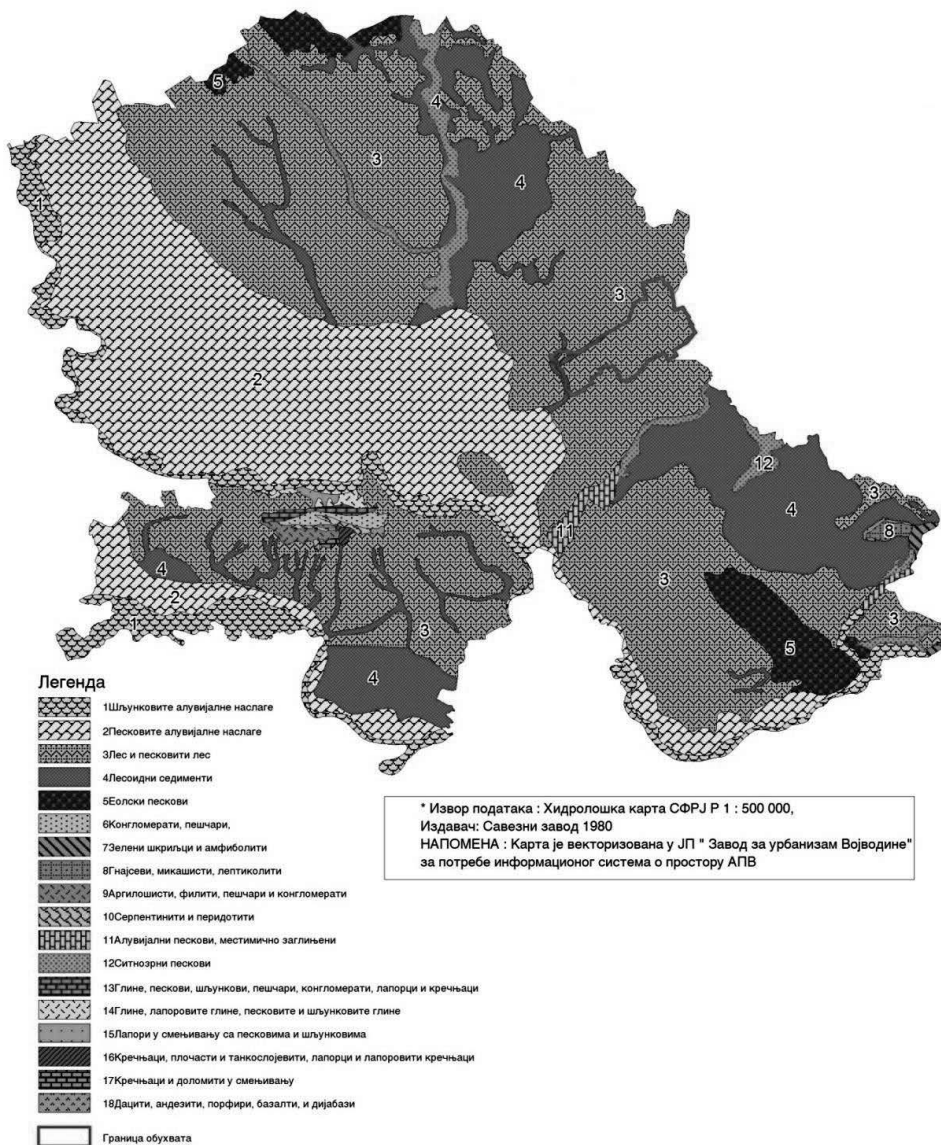 5
4
3
4
1
3
2
12
3
4
8
11
4
3
2
3
1
3
5
4
Легенда
1Шљунковите алувијалне наслаге
2Песковите алувијалне наслаге
3Лес и песковити лес
4Лесоидни седименти
5Еолски пескови
6Конгломерати, пешчари,
7Зелени шкриљци и амфиболити
8Гнајсеви, микашисти, лептиколити
9Аргилошисти, филити, пешчари и конгломерати
10Серпентинити и перидотити
11Алувијални пескови, местимично заглињени
12Ситнозрни пескови
13Глине, пескови, шљункови, пешчари, конгломерати, лапорци и кречњаци
14Глине, лапоровите глине, песковите и шљунковите глине
15Лапори у смењивању са песковима и шљунковима
16Кречњаци, плочасти и танкослојевити, лапорци и лапоровити кречњаци
17Кречњаци и доломити у смењивању
18Дацити, андезити, порфири, базалти, и дијабази
Граница обухвата
* Извор података : Хидролошка карта СФРЈ Р 1 : 500 000,
Издавач: Савезни завод 1980
НАПОМЕНА : Карта је векторизована у ЈП " Завод за урбанизам Војводине"
за потребе информационог система о простору АПВ